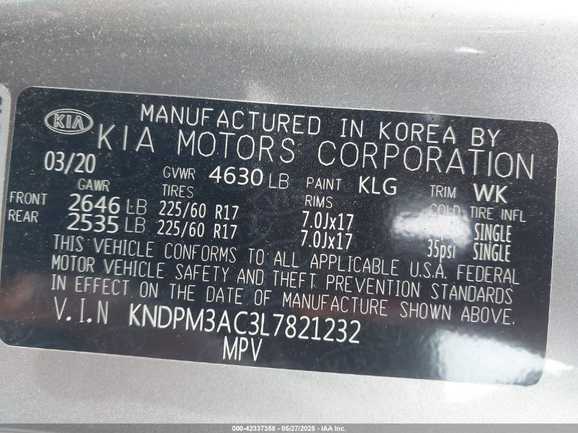 KIA
MANUFACTURED IN KOREA BY
KIA MOTORS CORPORATION
03/20 GVWR 4630 LB PAINT KLG TRIM WK
GAWR TIRES RIMS COLD TIRE INFL
FRONT 2646 LB 225/60 R17 7.0Jx17 SINGLE
REAR 2535 LB 225/60 R17 7.0Jx17 35psi SINGLE
THIS VEHICLE CONFORMS TO ALL APPLICABLE U.S.A. FEDERAL
MOTOR VEHICLE SAFETY AND THEFT PREVENTION STANDARDS
IN EFFECT ON THE DATE OF MANUFACTURE SHOWN ABOVE.
V.I.N KNDPM3AC3L7821232
MPV
000-42337358 - 05/27/2025 - IAA Inc.